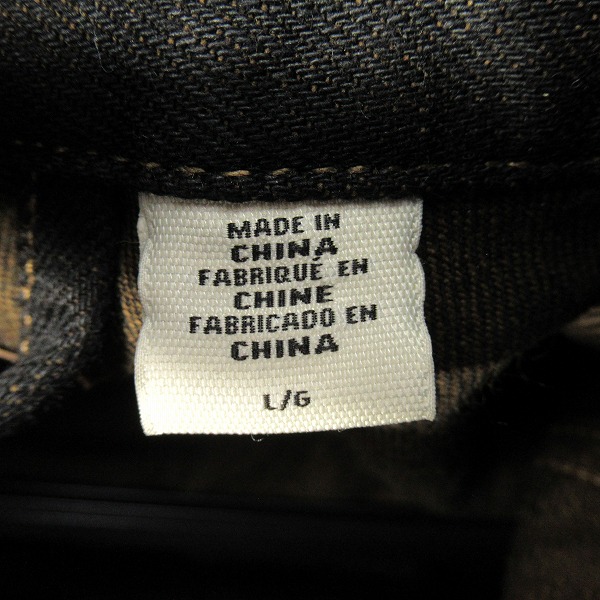 MADE IN
CHINA
FABRIQUÉ EN
CHINE
FABRICADO EN
CHINA
L/G